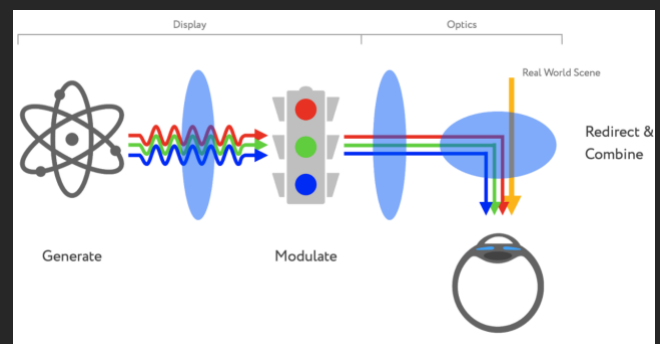 Display
Optics
Real World Scene
Redirect &
Combine
Generate
Modulate